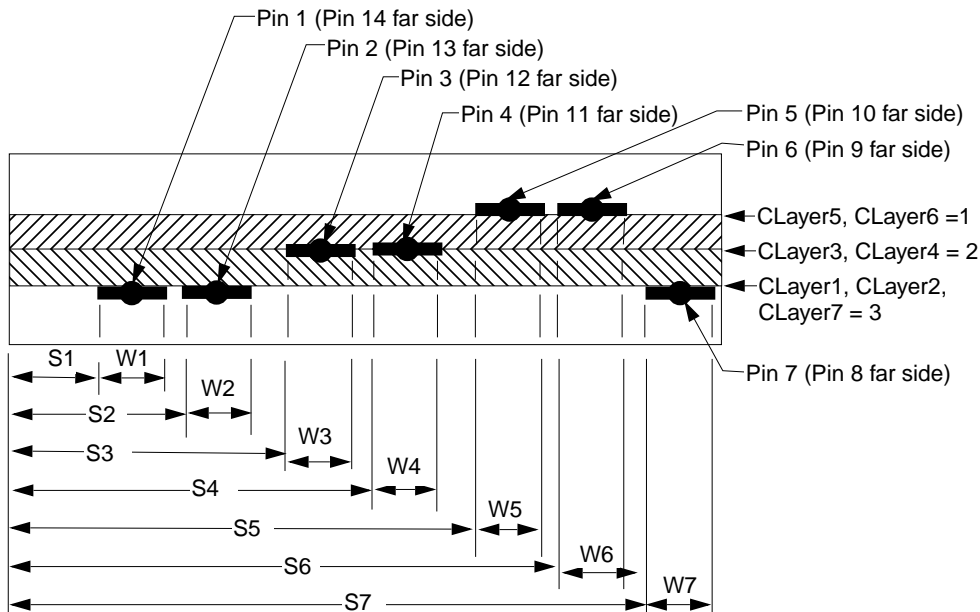 Pin 1 (Pin 14 far side)
Pin 2 (Pin 13 far side)
Pin 3 (Pin 12 far side)
Pin 4 (Pin 11 far side)
Pin 5 (Pin 10 far side)
Pin 6 (Pin 9 far side)
CLayer5, CLayer6 =1
CLayer3, CLayer4 = 2
CLayer1, CLayer2,
CLayer7 = 3
Pin 7 (Pin 8 far side)
S1
W1
S2
W2
S3
W3
S4
W4
S5
W5
S6
W6
S7
W7